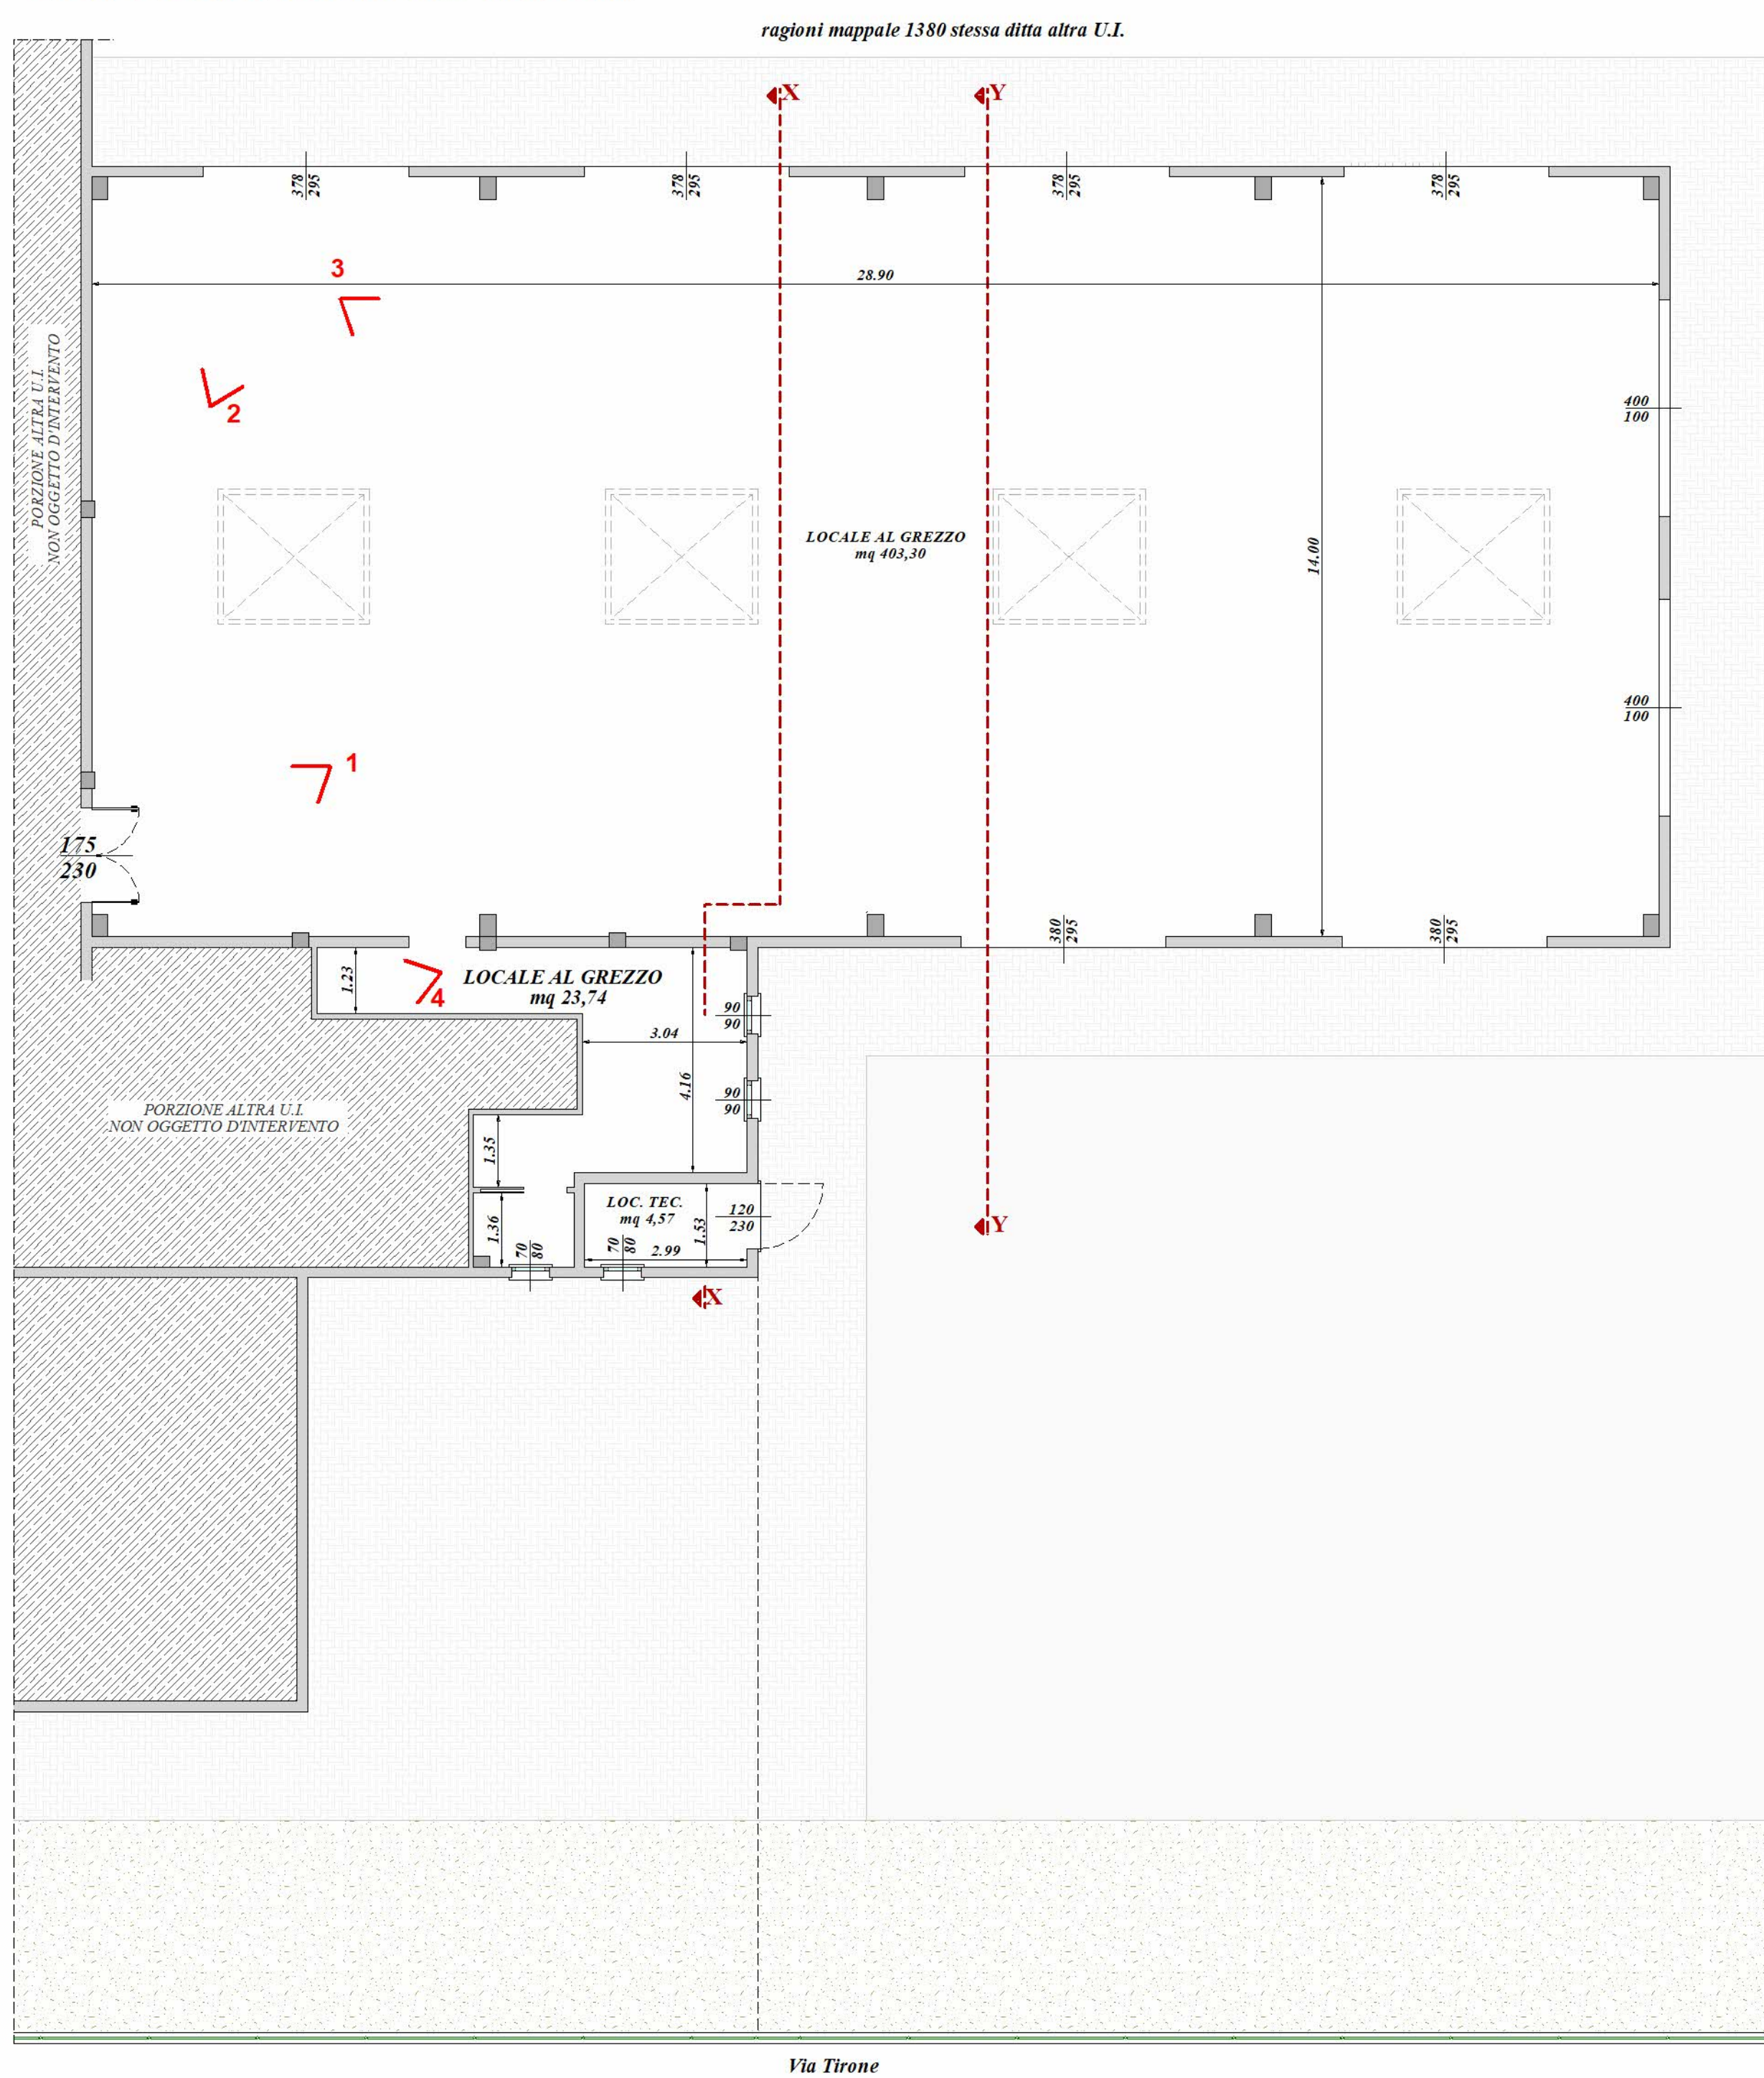 ragioni mappale 1380 stessa ditta altra U.I.
X
Y
378
295
378
295
378
295
378
295
3
28.90
PORZIONE ALTRA U.I.
NON OGGETTO D'INTERVENTO
2
400
100
LOCALE AL GREZZO
mq 403,30
14.00
400
100
1
175
230
380
295
380
295
1.23
4
LOCALE AL GREZZO
mq 23,74
90
90
3.04
4.16
90
90
PORZIONE ALTRA U.I.
NON OGGETTO D'INTERVENTO
1.35
LOC. TEC.
mq 4,57
120
230
1.36
1.53
70
80
70
80
2.99
Y
X
Via Tirone